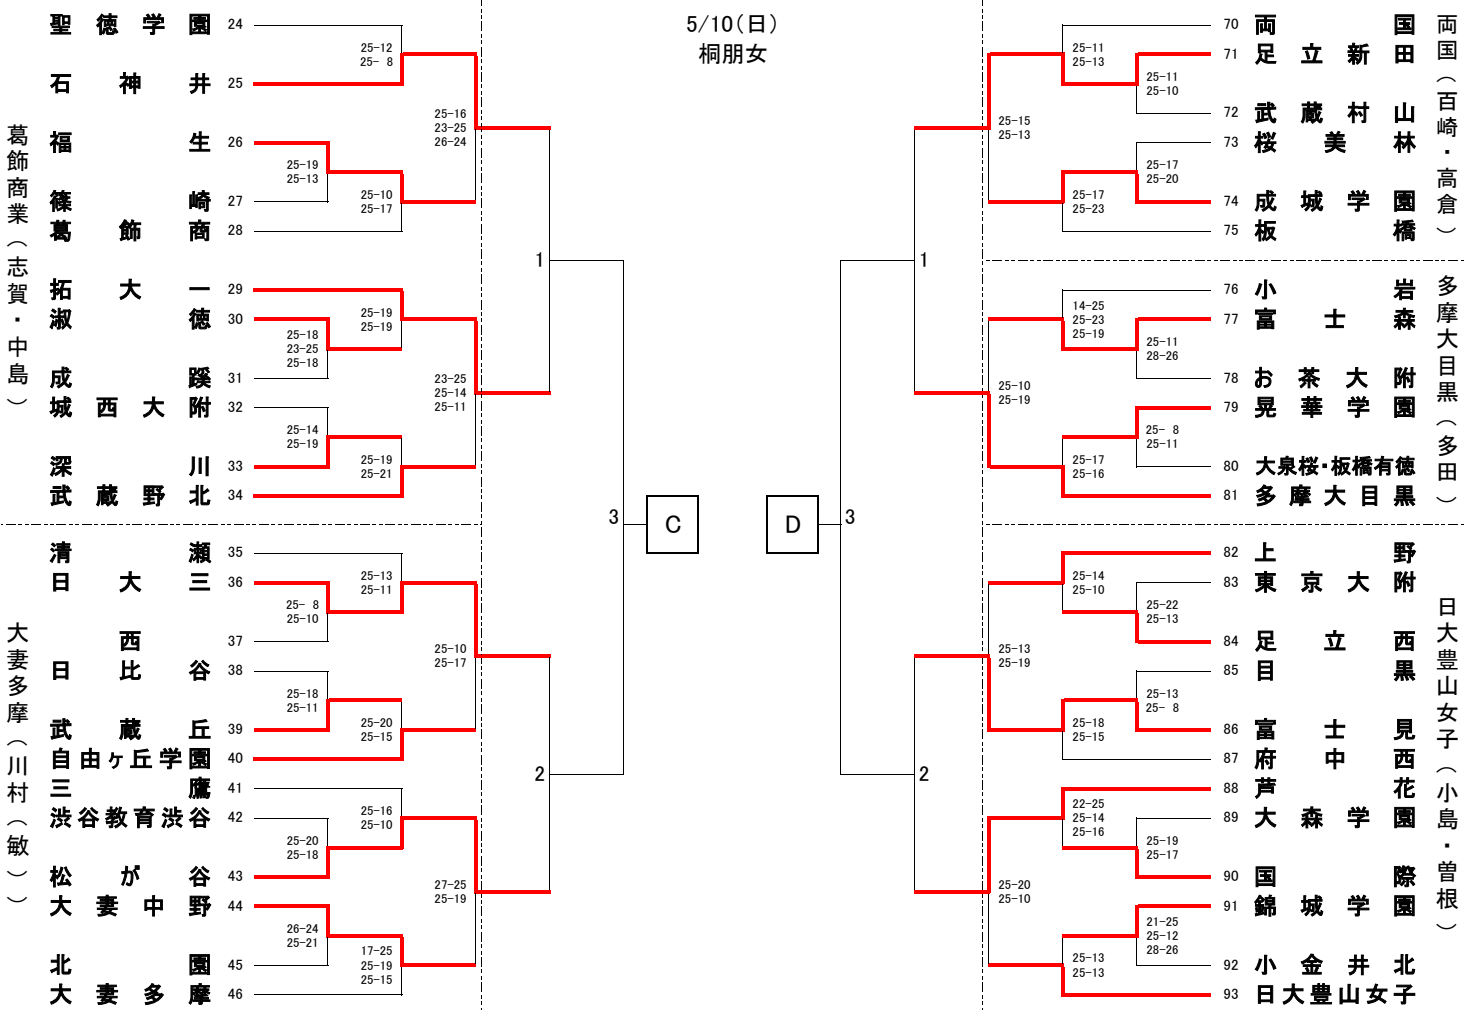 5/10(日)
桐朋女
葛飾商業（志賀・中島）
聖徳学園 24
25-12
25- 8
石神井 25
25-16
23-25
26-24
福生 26
25-19
25-13
篠崎 27
25-10
25-17
葛飾商 28
1
拓大一 29
淑徳 30
25-19
25-19
25-18
23-25
25-18
成蹊 31
23-25
25-14
25-11
城西大附 32
25-14
25-19
深川 33
25-19
25-21
武蔵野北 34
3
C
大妻多摩（川村（敏））
清瀬 35
日大三 36
25-13
25-11
25- 8
25-10
西 37
25-10
25-17
日比谷 38
25-18
25-11
武蔵丘 39
25-20
25-15
自由ヶ丘学園 40
2
三鷹 41
25-16
25-10
渋谷教育渋谷 42
25-20
25-18
松が谷 43
27-25
25-19
大妻中野 44
26-24
25-21
北園 45
17-25
25-19
25-15
大妻多摩 46
両国（百崎・高倉）
70 両国
25-11
25-13
71 足立新田
25-11
25-10
72 武蔵村山
25-15
25-13
73 桜美林
25-17
25-20
74 成城学園
25-17
25-23
75 板橋
1
多摩大目黒（多田）
76 小岩
14-25
25-23
25-19
77 富士森
25-11
28-26
78 お茶大附
25-10
25-19
79 晃華学園
25- 8
25-11
80 大泉桜・板橋有徳
25-17
25-16
81 多摩大目黒
D
3
日大豊山女子（小島・曽根）
82 上野
25-14
25-10
83 東京大附
25-22
25-13
84 足立西
25-13
25-19
85 目黒
25-13
25- 8
86 富士見
25-18
25-15
87 府中西
2
88 芦花
22-25
25-14
25-16
89 大森学園
25-19
25-17
90 国際
25-20
25-10
91 錦城学園
21-25
25-12
28-26
92 小金井北
25-13
25-13
93 日大豊山女子